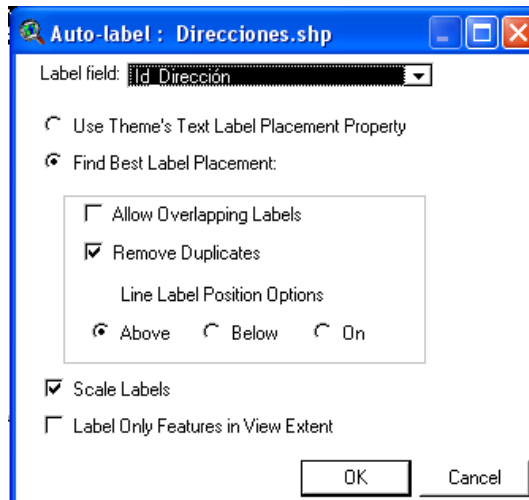 Auto-label : Direcciones.shp
Label field: Id_Dirección
Use Theme's Text Label Placement Property
Find Best Label Placement:
Allow Overlapping Labels
Remove Duplicates
Line Label Position Options
Above Below On
Scale Labels
Label Only Features in View Extent
OK Cancel